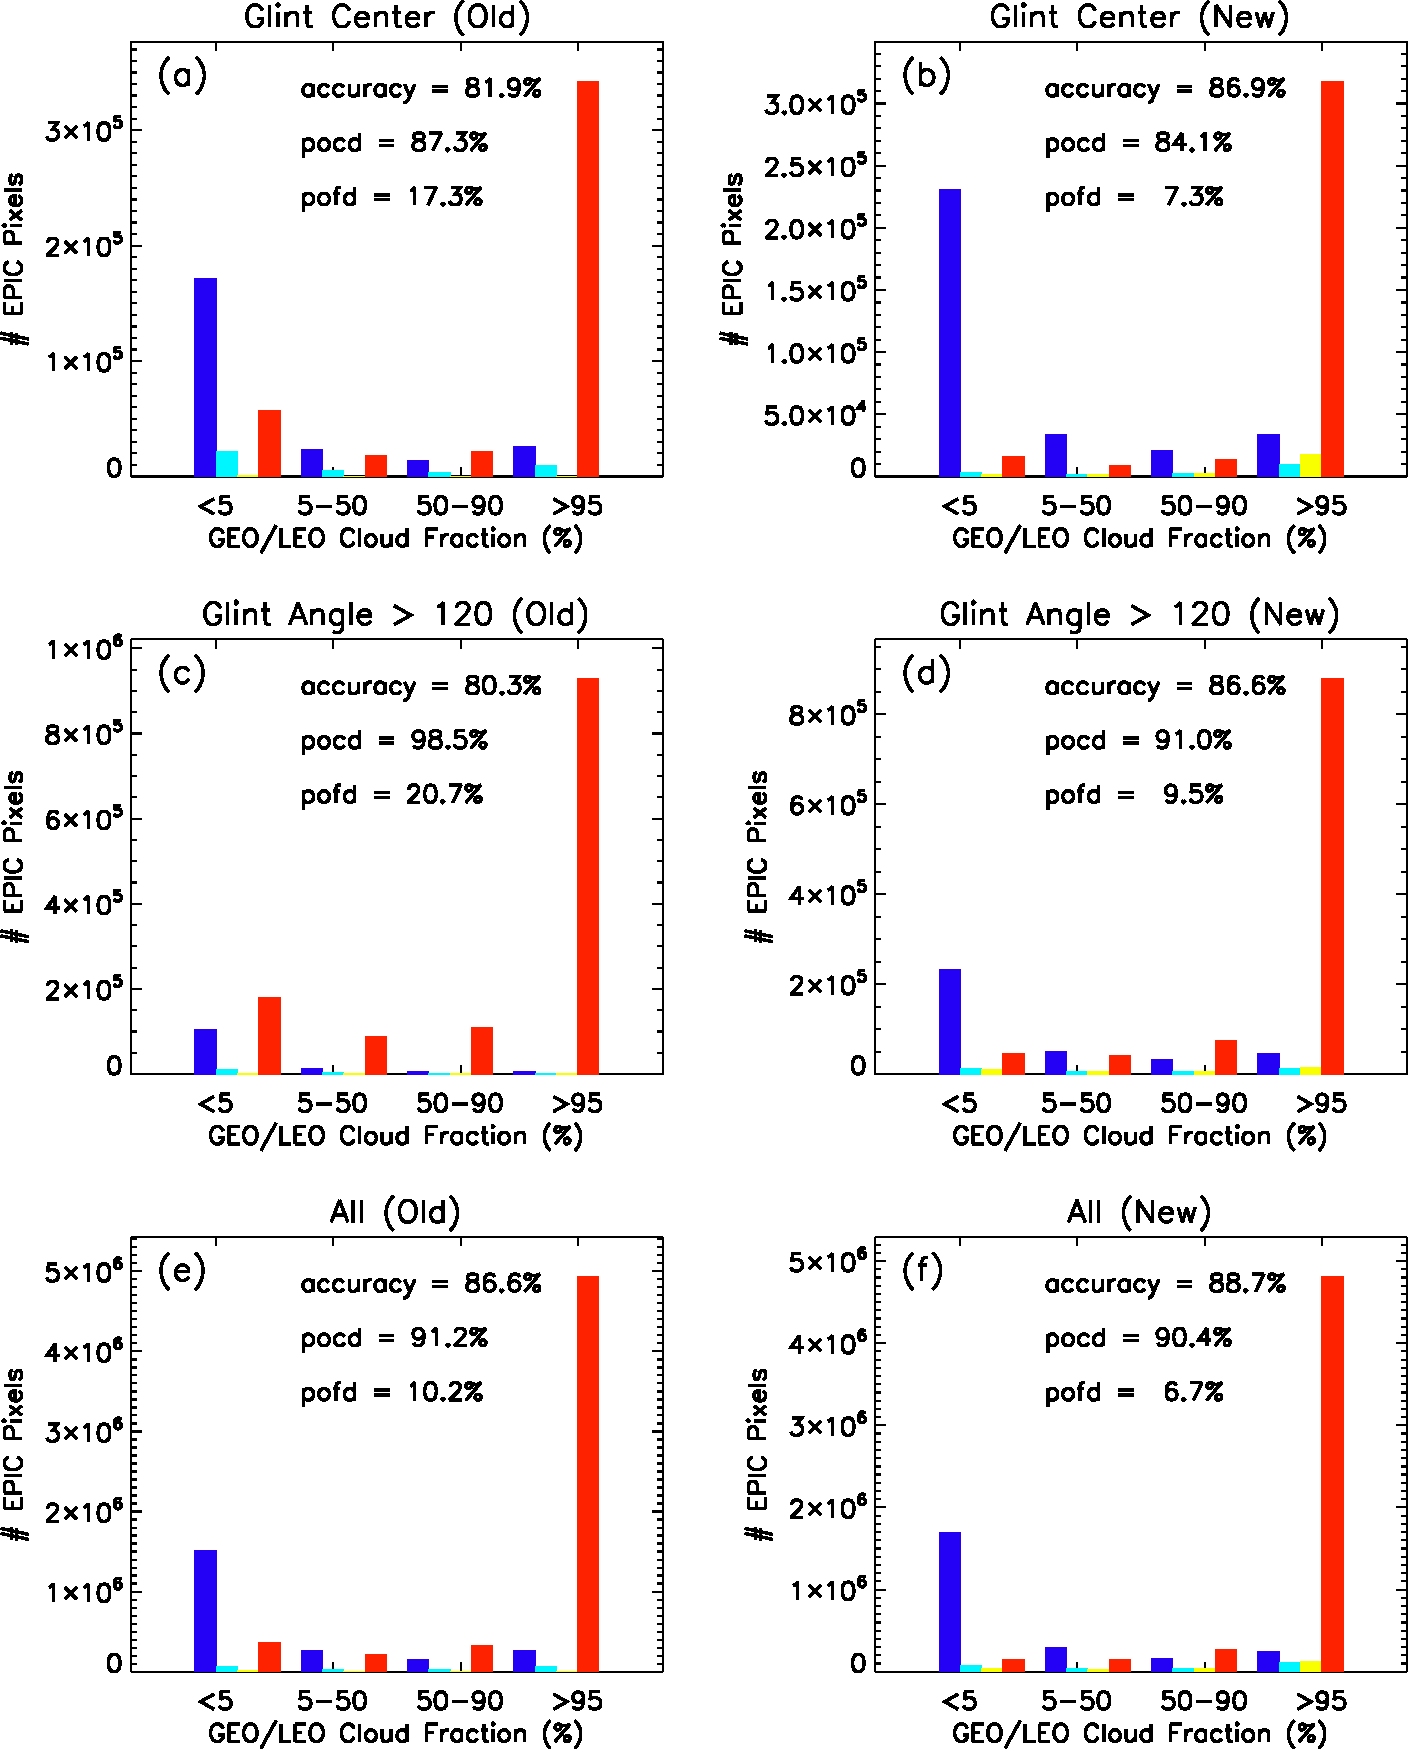 Glint Center (Old)
(a)
accuracy = 81.9%
pocd = 87.3%
pofd = 17.3%
3×10⁵
2×10⁵
1×10⁵
0
# EPIC Pixels
<5 5−50 50−90 >95
GEO/LEO Cloud Fraction (%)
Glint Center (New)
(b)
accuracy = 86.9%
pocd = 84.1%
pofd = 7.3%
3.0×10⁵
2.5×10⁵
2.0×10⁵
1.5×10⁵
1.0×10⁵
5.0×10⁴
0
# EPIC Pixels
<5 5−50 50−90 >95
GEO/LEO Cloud Fraction (%)
Glint Angle > 120 (Old)
(c)
accuracy = 80.3%
pocd = 98.5%
pofd = 20.7%
1×10⁶
8×10⁵
6×10⁵
4×10⁵
2×10⁵
0
# EPIC Pixels
<5 5−50 50−90 >95
GEO/LEO Cloud Fraction (%)
Glint Angle > 120 (New)
(d)
accuracy = 86.6%
pocd = 91.0%
pofd = 9.5%
8×10⁵
6×10⁵
4×10⁵
2×10⁵
0
# EPIC Pixels
<5 5−50 50−90 >95
GEO/LEO Cloud Fraction (%)
All (Old)
(e)
accuracy = 86.6%
pocd = 91.2%
pofd = 10.2%
5×10⁶
4×10⁶
3×10⁶
2×10⁶
1×10⁶
0
# EPIC Pixels
<5 5−50 50−90 >95
GEO/LEO Cloud Fraction (%)
All (New)
(f)
accuracy = 88.7%
pocd = 90.4%
pofd = 6.7%
5×10⁶
4×10⁶
3×10⁶
2×10⁶
1×10⁶
0
# EPIC Pixels
<5 5−50 50−90 >95
GEO/LEO Cloud Fraction (%)